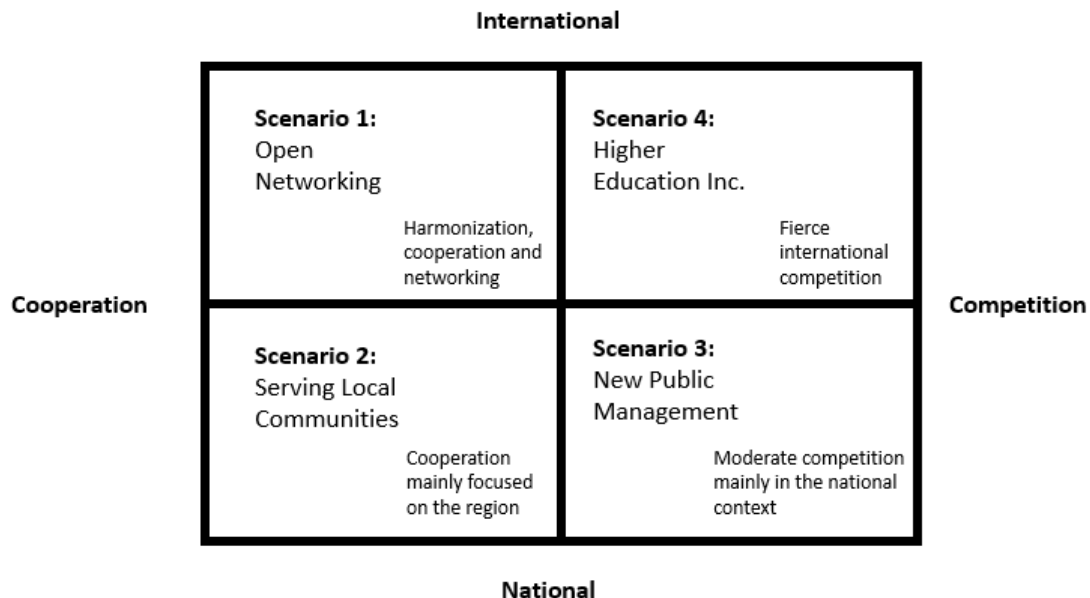 International
Scenario 1:
Open
Networking
Harmonization,
cooperation and
networking
Scenario 4:
Higher
Education Inc.
Fierce
international
competition
Cooperation
Competition
Scenario 2:
Serving Local
Communities
Cooperation
mainly focused
on the region
Scenario 3:
New Public
Management
Moderate competition
mainly in the national
context
National